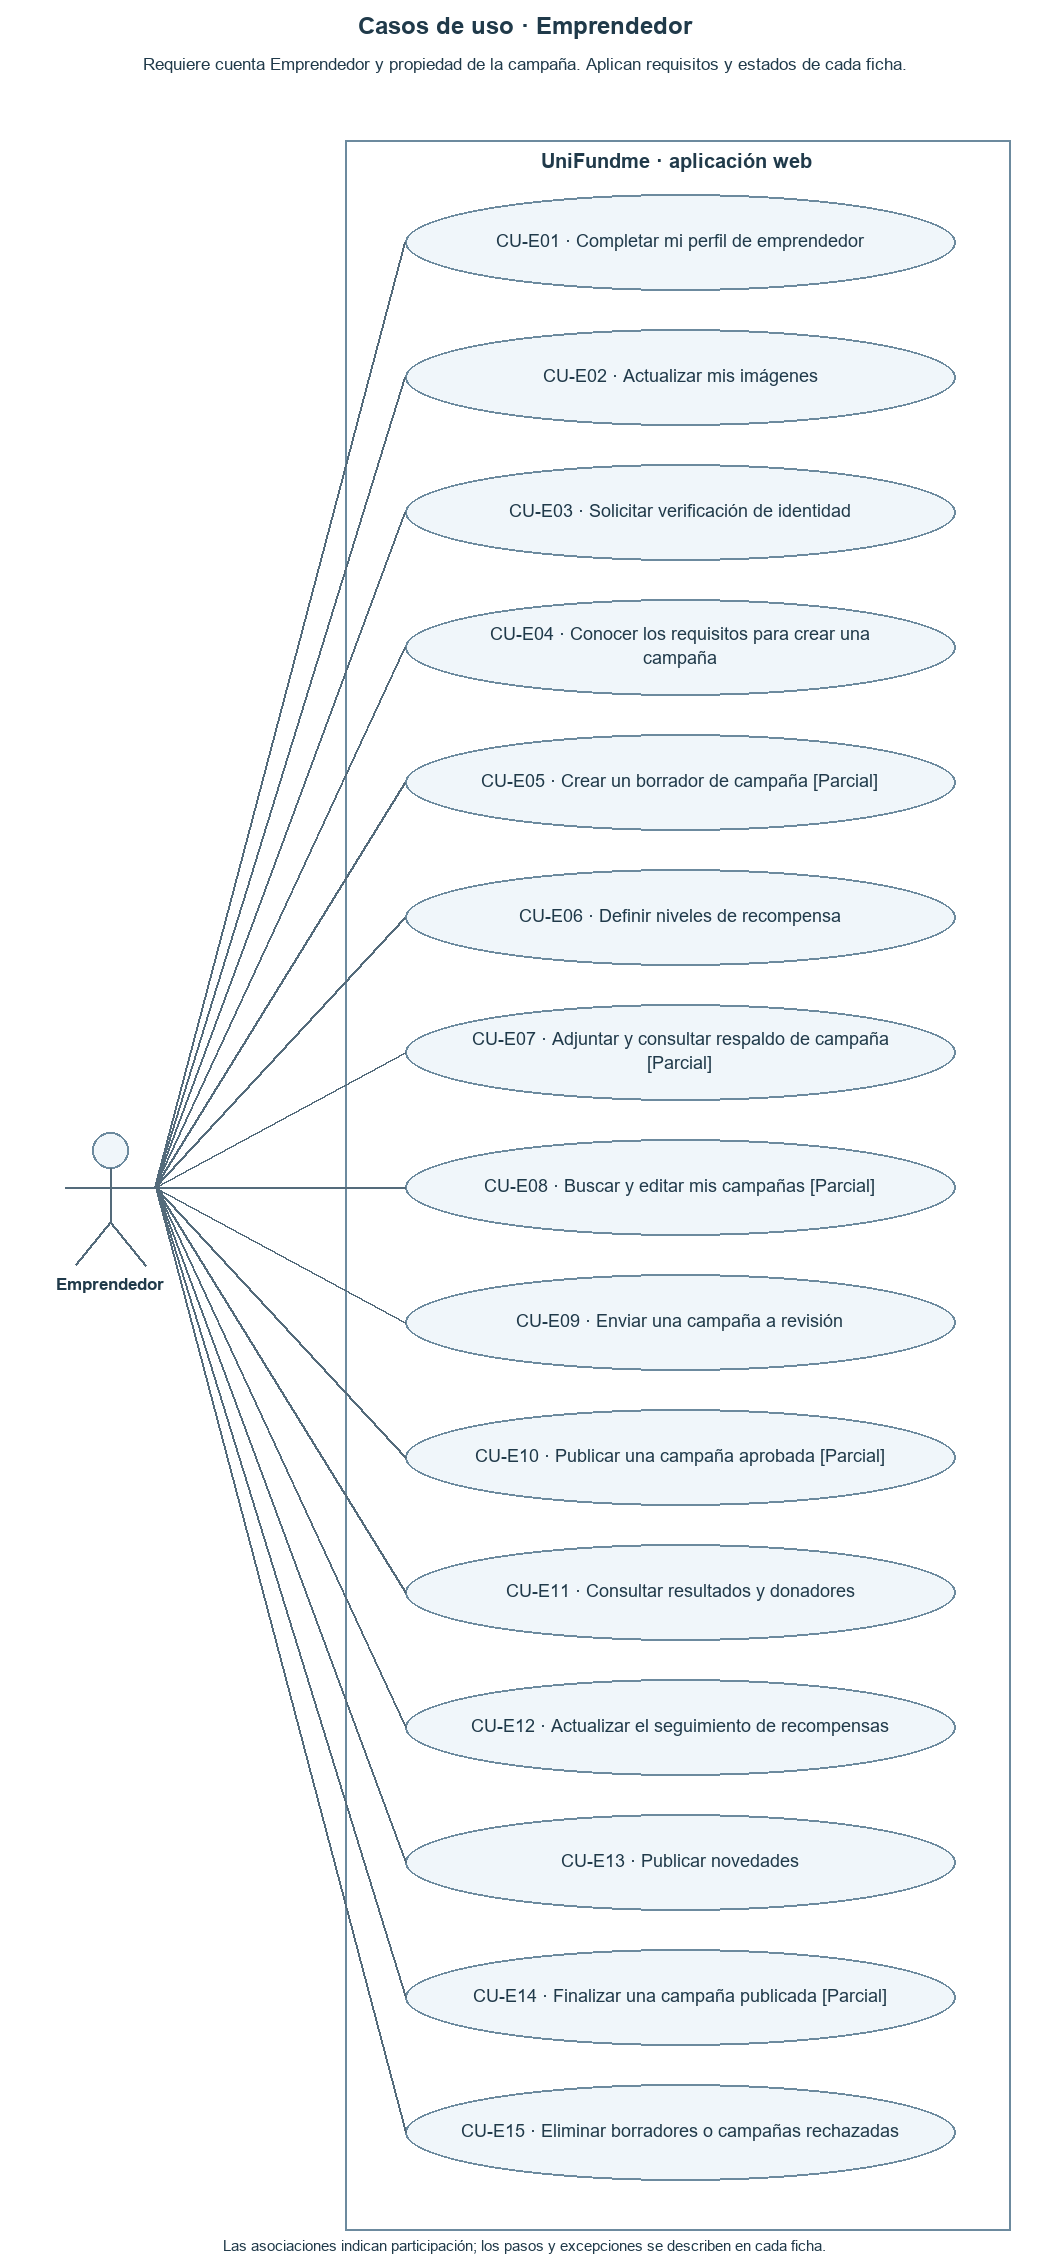 Casos de uso · Emprendedor
Requiere cuenta Emprendedor y propiedad de la campaña. Aplican requisitos y estados de cada ficha.
UniFundme · aplicación web
CU-E01 · Completar mi perfil de emprendedor
CU-E02 · Actualizar mis imágenes
CU-E03 · Solicitar verificación de identidad
CU-E04 · Conocer los requisitos para crear una
campaña
CU-E05 · Crear un borrador de campaña [Parcial]
CU-E06 · Definir niveles de recompensa
CU-E07 · Adjuntar y consultar respaldo de campaña
[Parcial]
CU-E08 · Buscar y editar mis campañas [Parcial]
Emprendedor
CU-E09 · Enviar una campaña a revisión
CU-E10 · Publicar una campaña aprobada [Parcial]
CU-E11 · Consultar resultados y donadores
CU-E12 · Actualizar el seguimiento de recompensas
CU-E13 · Publicar novedades
CU-E14 · Finalizar una campaña publicada [Parcial]
CU-E15 · Eliminar borradores o campañas rechazadas
Las asociaciones indican participación; los pasos y excepciones se describen en cada ficha.